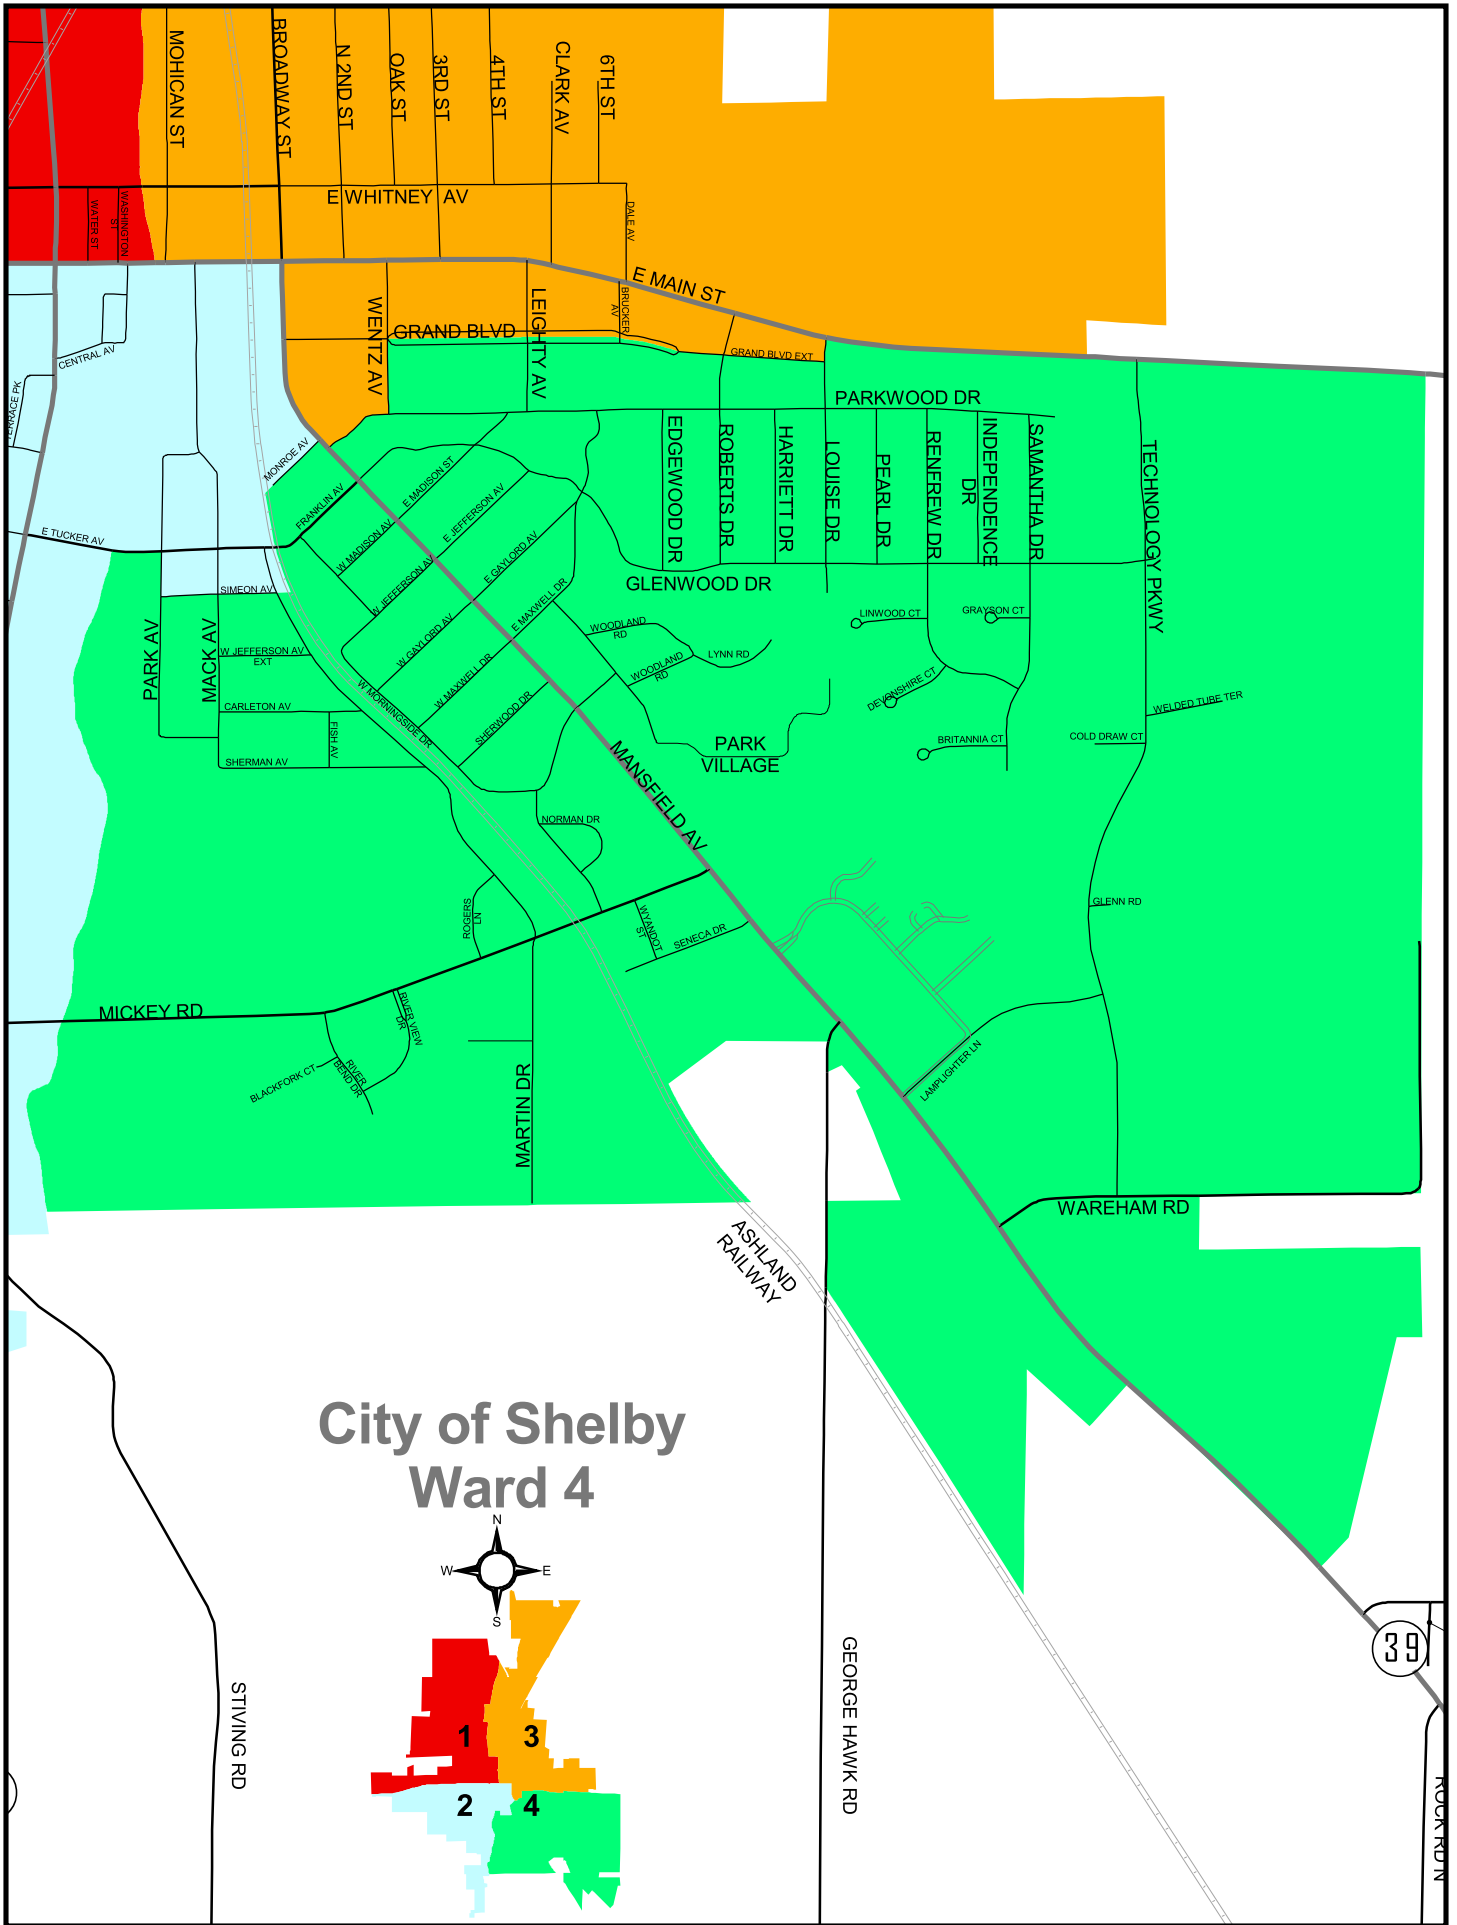 MOHICAN ST
BROADWAY ST
N 2ND ST
OAK ST
3RD ST
4TH ST
CLARK AV
6TH ST
E WHITNEY AV
WATER ST
WASHINGTON
ST
DALE AV
E MAIN ST
BRUCKER
AV
WENTZ AV
LEIGHTY AV
GRAND BLVD
GRAND BLVD EXT
CENTRAL AV
TERRACE PK
PARKWOOD DR
MONROE AV
FRANKLIN AV
E MADISON ST
W MADISON AV
E JEFFERSON AV
W JEFFERSON AV
E GAYLORD AV
W GAYLORD AV
E MAXWELL DR
W MAXWELL DR
SHERWOOD DR
W MORNINGSIDE DR
EDGEWOOD DR
ROBERTS DR
HARRIETT DR
LOUISE DR
PEARL DR
RENFREW DR
INDEPENDENCE
DR
SAMANTHA DR
TECHNOLOGY PKWY
E TUCKER AV
GLENWOOD DR
SIMEON AV
PARK AV
MACK AV
W JEFFERSON AV
EXT
CARLETON AV
FISH AV
SHERMAN AV
WOODLAND
RD
WOODLAND
RD
LYNN RD
LINWOOD CT
GRAYSON CT
DEVONSHIRE CT
BRITANNIA CT
WELDED TUBE TER
COLD DRAW CT
PARK
VILLAGE
MANSFIELD AV
NORMAN DR
ROGERS
LN
WYANDOT
ST
SENECA DR
GLENN RD
MICKEY RD
RIVER VIEW
DR
RIVER
BEND DR
BLACKFORK CT
MARTIN DR
LAMPLIGHTER LN
WAREHAM RD
ASHLAND
RAILWAY
City of Shelby
Ward 4
N
W
E
S
1
3
2
4
STIVING RD
GEORGE HAWK RD
39
ROCK RD N